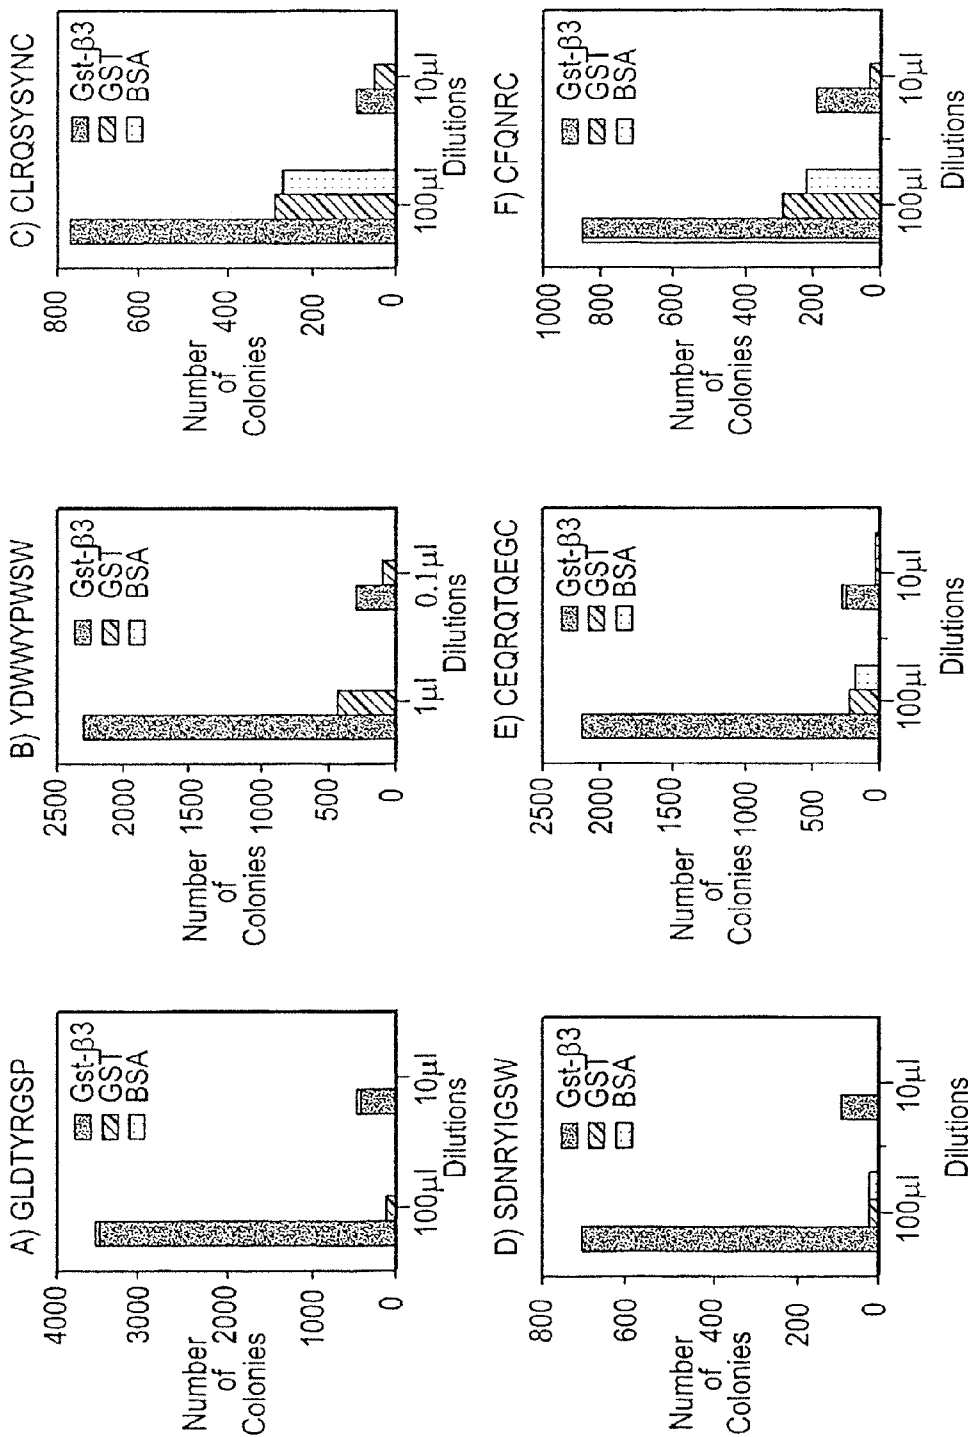 A) GLDTYRGSP
Gst-β3
GST
BSA
Number
of
Colonies
4000
3000
2000
1000
0
100μl
10μl
Dilutions
B) YDWWYPWSW
Gst-β3
GST
BSA
Number
of
Colonies
2500
2000
1500
1000
500
0
1μl
0.1μl
Dilutions
C) CLRQSYSYNC
Gst-β3
GST
BSA
Number
of
Colonies
800
600
400
200
0
100μl
10μl
Dilutions
D) SDNRYIGSW
Gst-β3
GST
BSA
Number
of
Colonies
800
600
400
200
0
100μl
10μl
Dilutions
E) CEQRQTQEGC
Gst-β3
GST
BSA
Number
of
Colonies
2500
2000
1500
1000
500
0
100μl
10μl
Dilutions
F) CFQNRC
Gst-β3
GST
BSA
Number
of
Colonies
1000
800
600
400
200
0
100μl
10μl
Dilutions